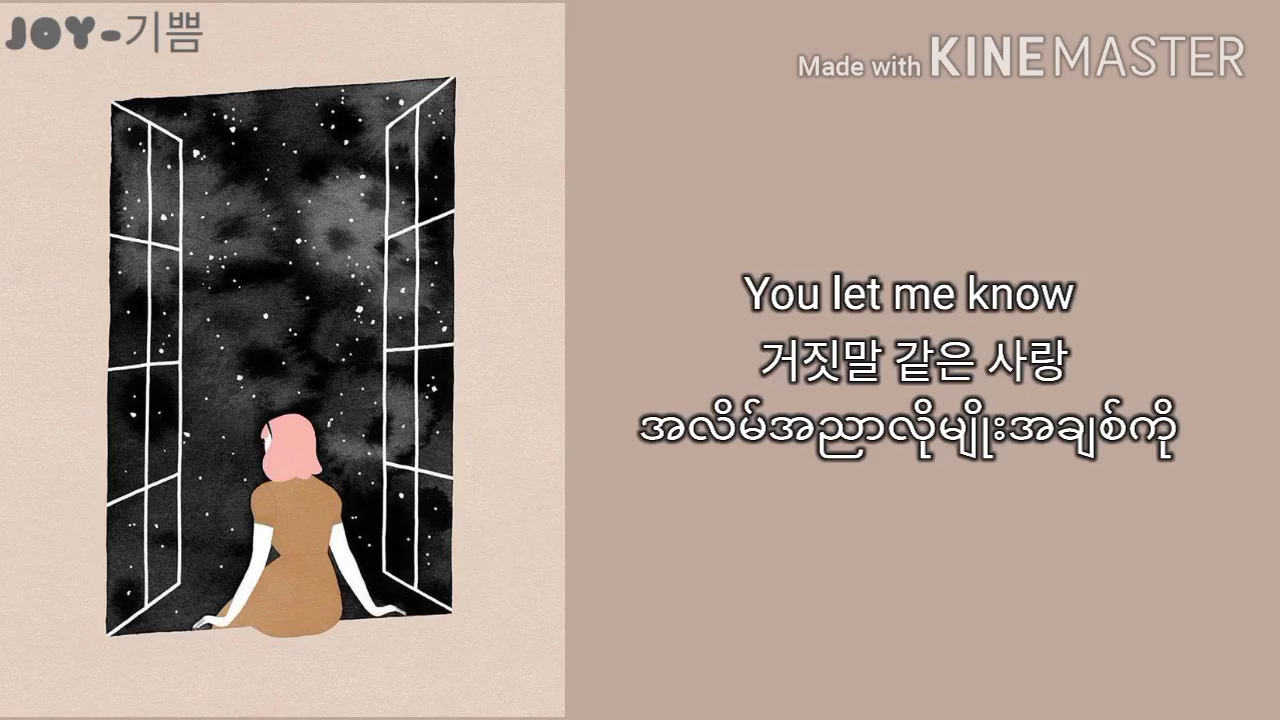 JOY-기쁨
Made with KINEMASTER
You let me know
거짓말 같은 사랑
အလိမ်အညာလိုမျိုးအချစ်ကို